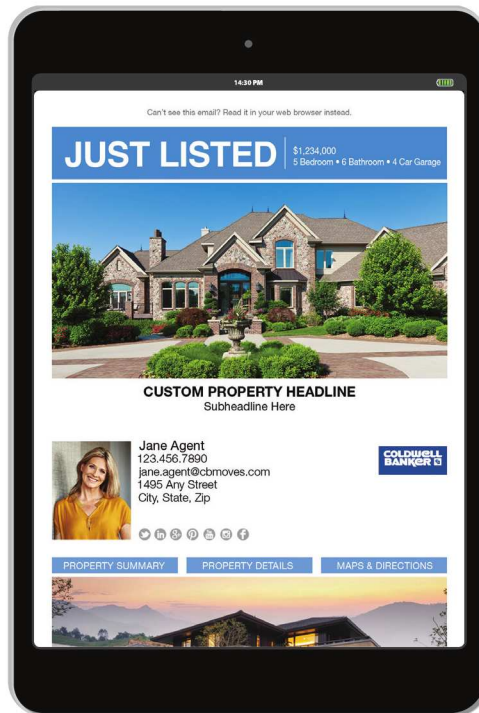 14:30 PM
Can't see this email? Read it in your web browser instead.
JUST LISTED
$1,234,000
5 Bedroom • 6 Bathroom • 4 Car Garage
CUSTOM PROPERTY HEADLINE
Subheadline Here
Jane Agent
123.456.7890
jane.agent@cbmoves.com
1495 Any Street
City, State, Zip
COLDWELL
BANKER
PROPERTY SUMMARY
PROPERTY DETAILS
MAPS & DIRECTIONS